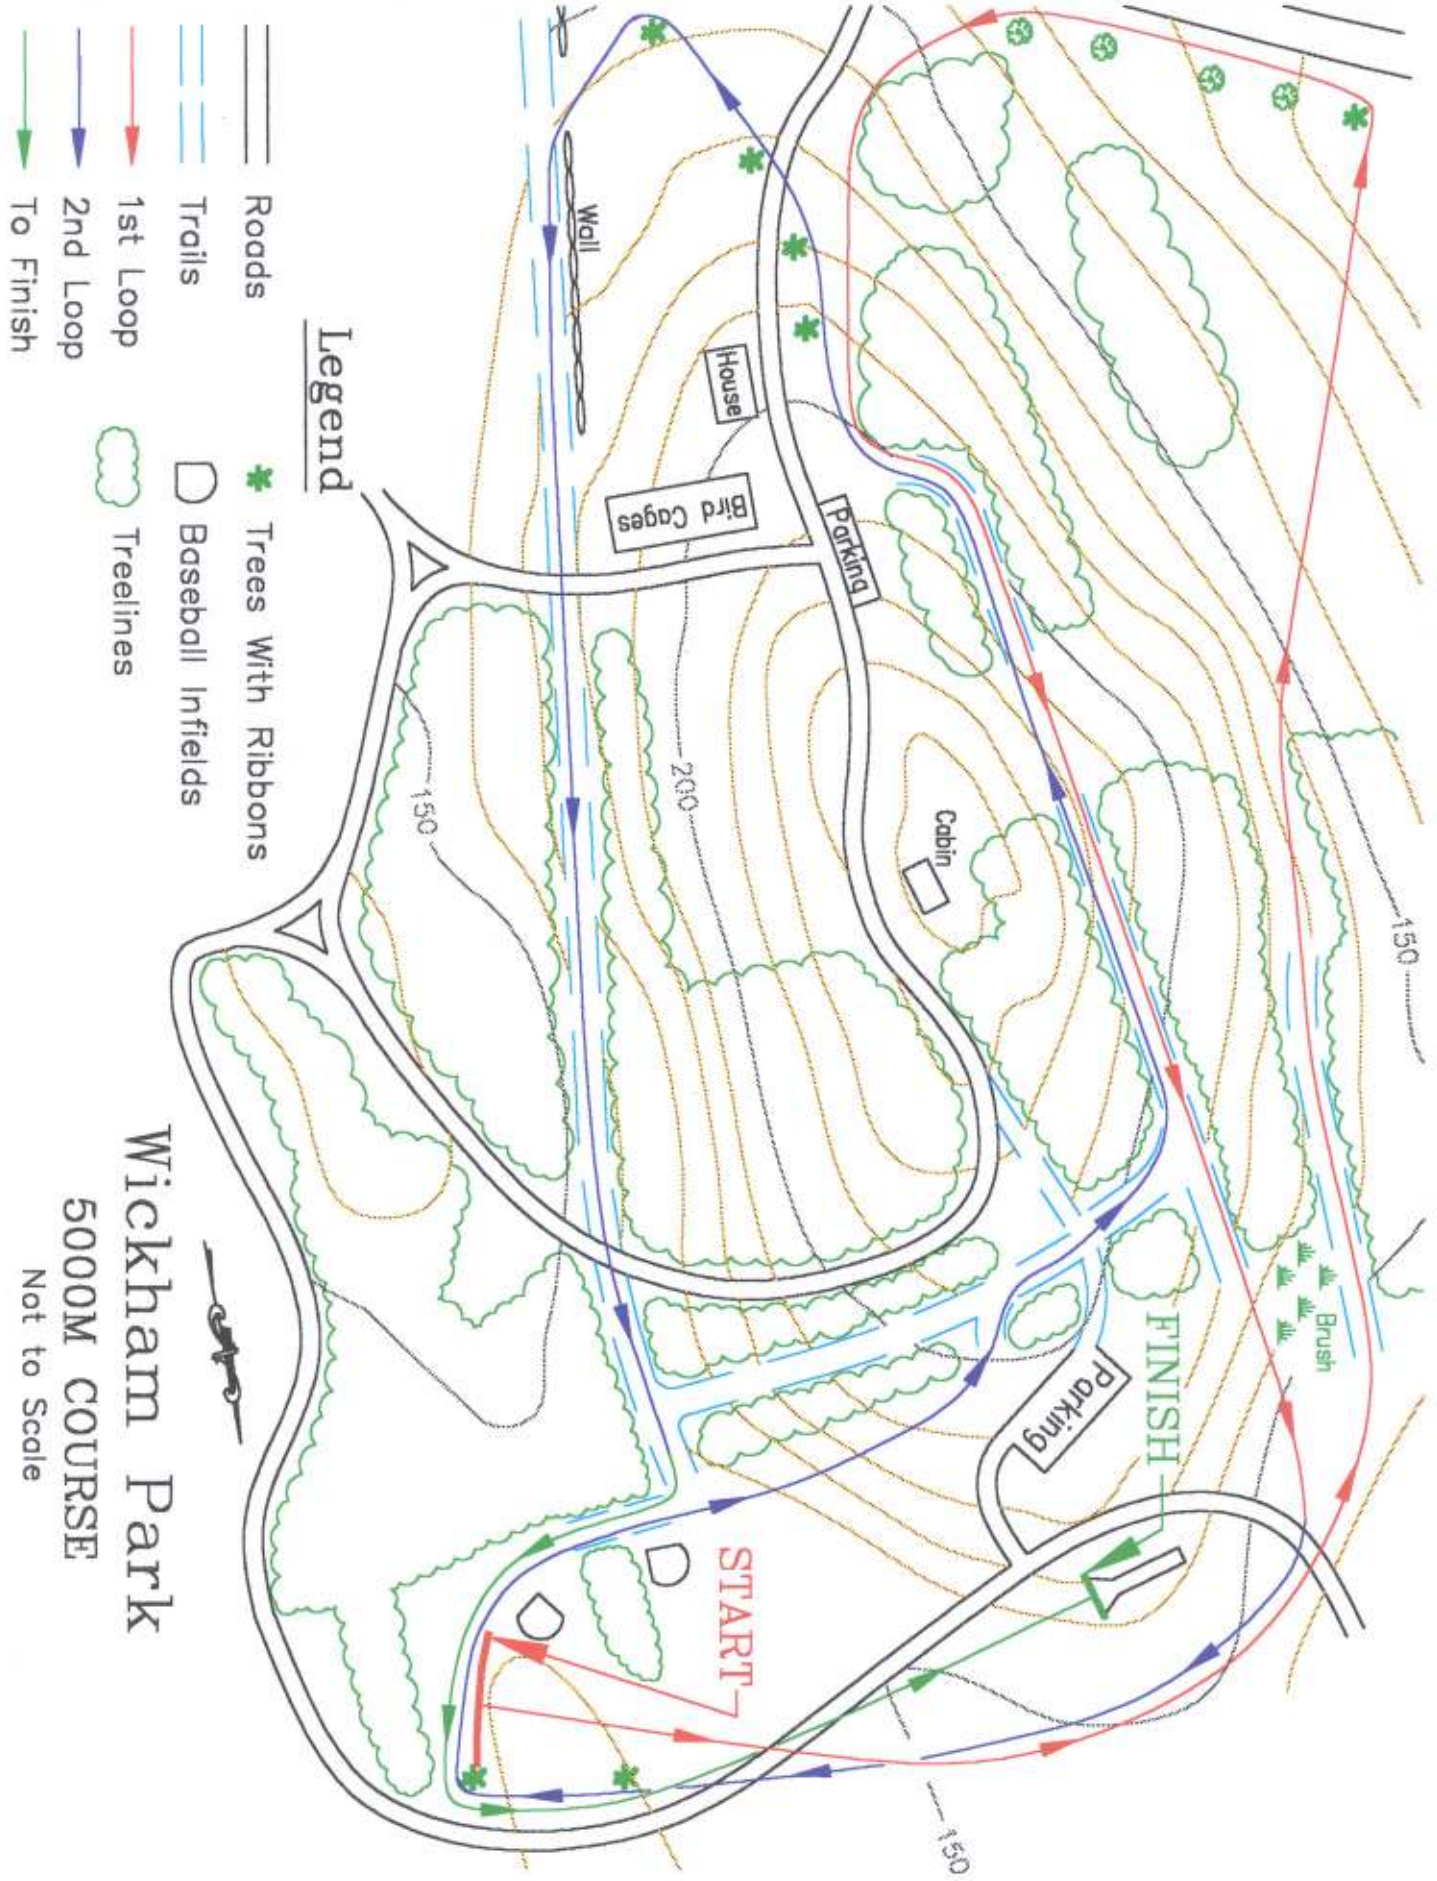 Wickham Park
5000M COURSE
Not to Scale
Legend
Roads
Trails
1st Loop
2nd Loop
To Finish
Trees With Ribbons
Baseball Infields
Treelines
Wall
House
Bird Cages
Parking
Cabin
200
150
150
150
Brush
Parking
FINISH
START